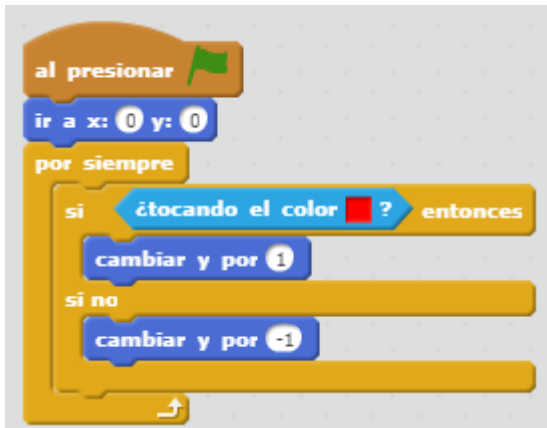 al presionar
ir a x: 0 y: 0
por siempre
si ¿tocando el color ? entonces
cambiar y por 1
si no
cambiar y por -1